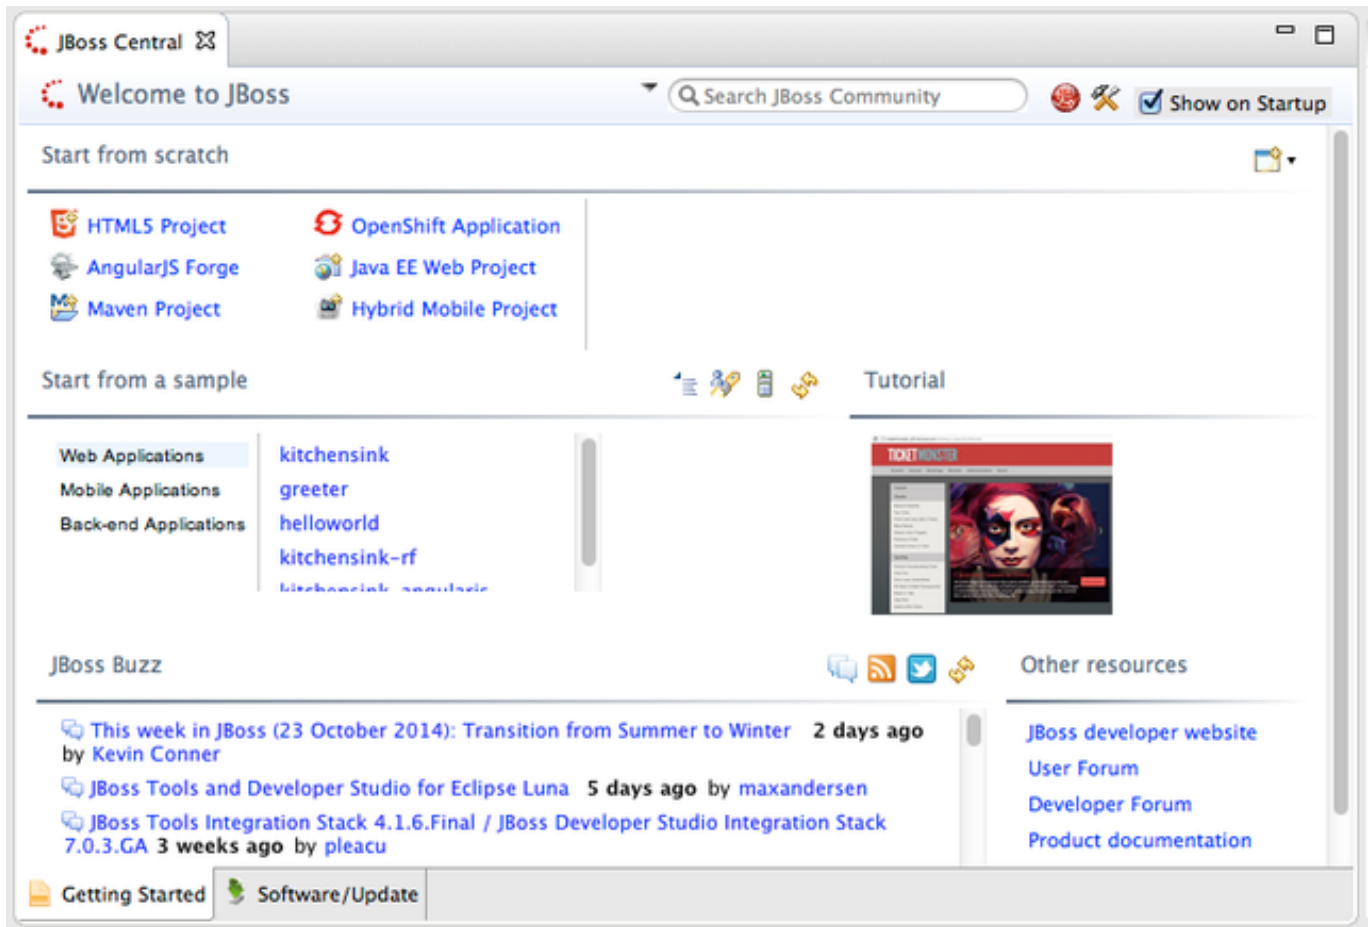 JBoss Central
Welcome to JBoss
Search JBoss Community
Show on Startup
Start from scratch
HTML5 Project
OpenShift Application
AngularJS Forge
Java EE Web Project
Maven Project
Hybrid Mobile Project
Start from a sample
Tutorial
Web Applications
Mobile Applications
Back-end Applications
kitchensink
greeter
helloworld
kitchensink-rf
kitchensink-angularjs
TICKETMONSTER
JBoss Buzz
Other resources
This week in JBoss (23 October 2014): Transition from Summer to Winter 2 days ago
by Kevin Conner
JBoss Tools and Developer Studio for Eclipse Luna 5 days ago by maxandersen
JBoss Tools Integration Stack 4.1.6.Final / JBoss Developer Studio Integration Stack
7.0.3.GA 3 weeks ago by pleacu
JBoss developer website
User Forum
Developer Forum
Product documentation
Getting Started
Software/Update